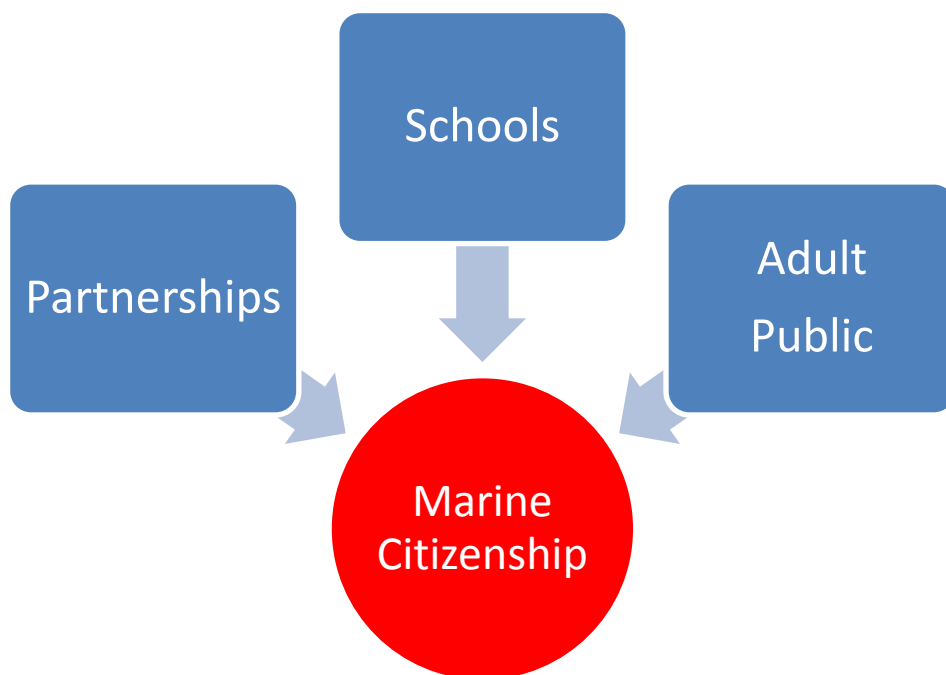 Schools
Partnerships
Adult
Public
Marine
Citizenship